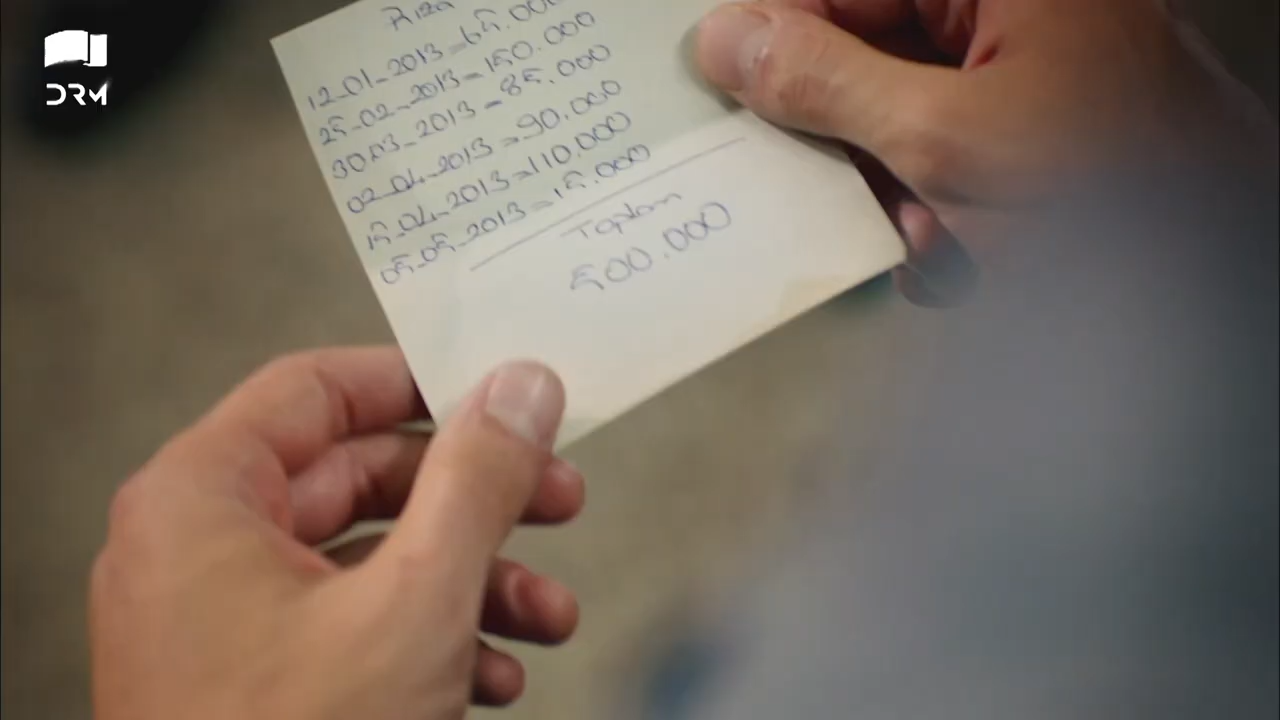 DRM
Rıza
12-01-2013=65.000
25-02-2013=150.000
30.03-2013-85.000
02-04-2013=90.000
15-04-2013=110.000
05-05-2013=15.000
Toplam
500.000